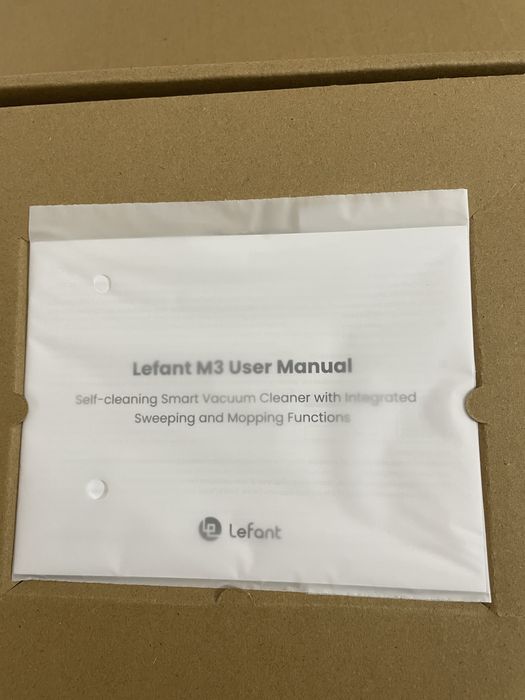 Lefant M3 User Manual
Self-cleaning Smart Vacuum Cleaner with Integrated
Sweeping and Mopping Functions
Lefant